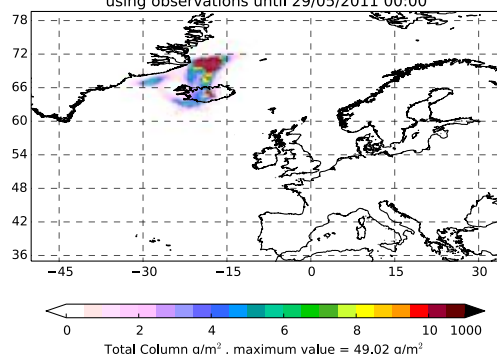 using observations until 29/05/2011 00:00
78
72
66
60
54
48
42
36
−45 −30 −15 0 15 30
0 2 4 6 8 10 1000
Total Column g/m² , maximum value = 49.02 g/m²